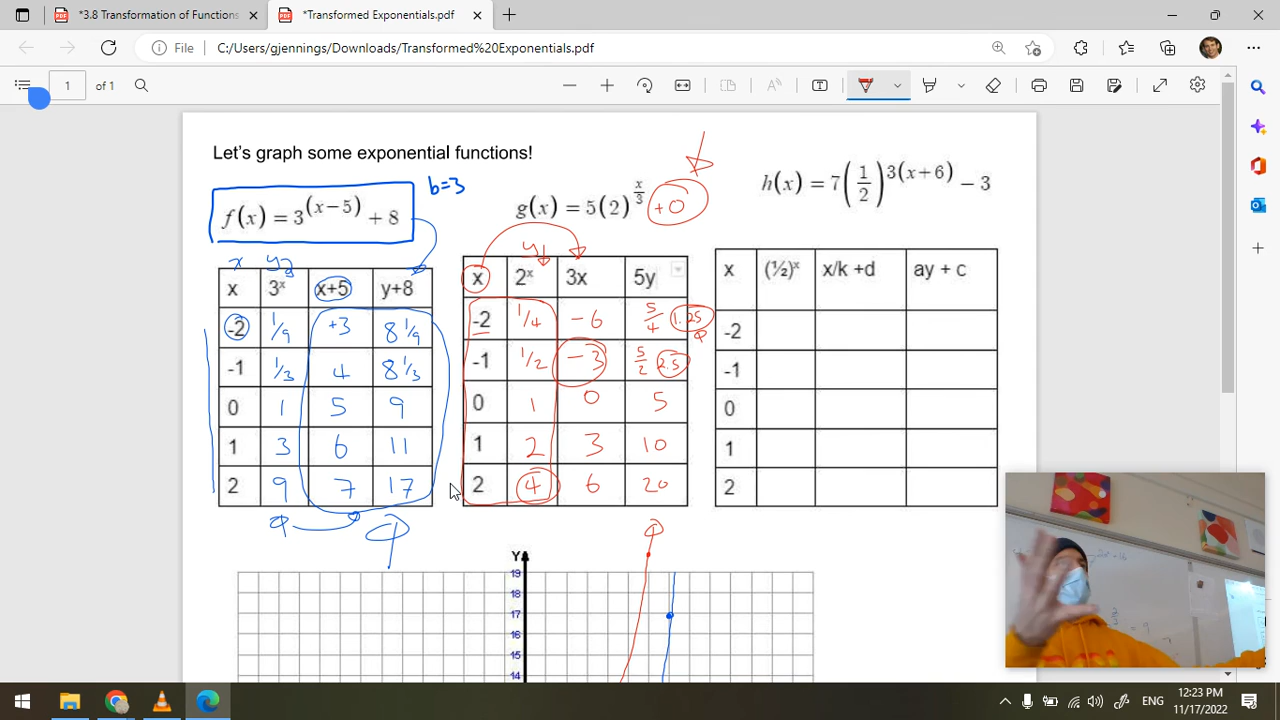 *3.8 Transformation of Functions
*Transformed Exponentials.pdf
File
C:/Users/gjennings/Downloads/Transformed%20Exponentials.pdf
1
of 1
Let's graph some exponential functions!
b=3
f(x) = 3^(x−5) + 8
g(x) = 5(2)^(x/3) +0
h(x) = 7(1/2)^3(x+6) − 3
x y
x 3ˣ x+5 y+8
-2 1/9 +3 8 1/9
-1 1/3 4 8 1/3
0 1 5 9
1 3 6 11
2 9 7 17
y
x 2ˣ 3x 5y
-2 1/4 -6 5/4 1.25
-1 1/2 -3 5/2 2.5
0 1 0 5
1 2 3 10
2 4 6 20
x (½)ˣ x/k +d ay + c
-2
-1
0
1
2
Y
19
18
17
16
15
14
ENG
12:23 PM
11/17/2022